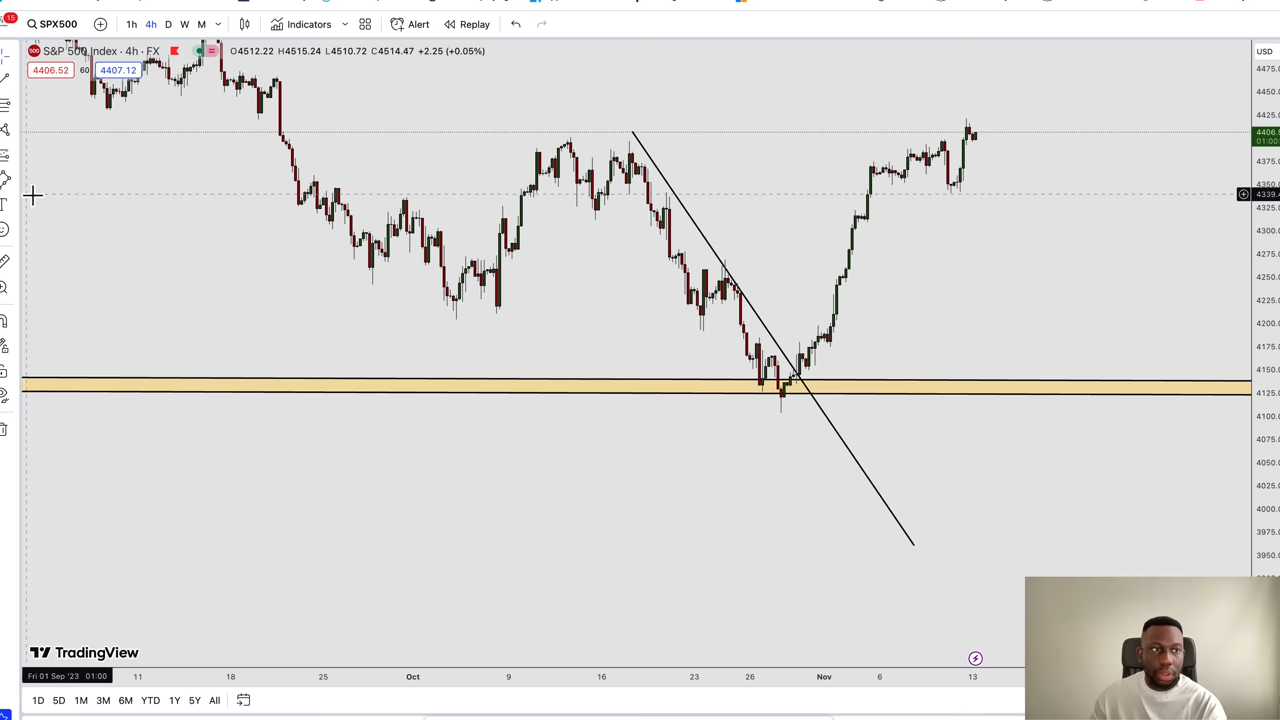 15
SPX500
1h 4h D W M
Indicators
Alert
Replay
S&P 500 Index · 4h · FX
O4512.22 H4515.24 L4510.72 C4514.47 +2.25 (+0.05%)
4406.52 60 4407.12
USD
4475.
4450.
4425.
4406.5
01:00
4375.
4350.
4339.4
4325.0
4300.0
4275.0
4250.0
4225.0
4200.0
4175.0
4150.0
4125.0
4100.0
4075.0
4050.0
4025.0
4000.0
3975.0
3950.0
TradingView
Fri 01 Sep '23 01:00
11 18 25 Oct 9 16 23 26 Nov 6 13
1D 5D 1M 3M 6M YTD 1Y 5Y All